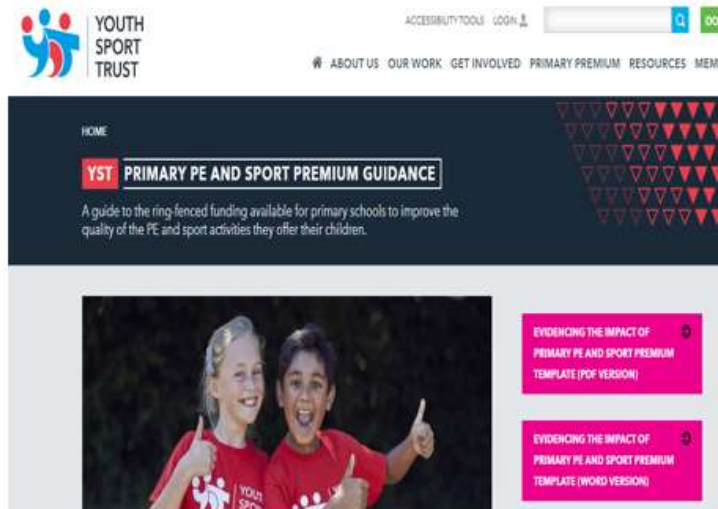 YOUTH
SPORT
TRUST
ACCESSIBILITY TOOLS LOGIN
DO
ABOUT US OUR WORK GET INVOLVED PRIMARY PREMIUM RESOURCES MEM
HOME
YST PRIMARY PE AND SPORT PREMIUM GUIDANCE
A guide to the ring-fenced funding available for primary schools to improve the
quality of the PE and sport activities they offer their children.
EVIDENCING THE IMPACT OF
PRIMARY PE AND SPORT PREMIUM
TEMPLATE (PDF VERSION)
EVIDENCING THE IMPACT OF
PRIMARY PE AND SPORT PREMIUM
TEMPLATE (WORD VERSION)
YOUTH